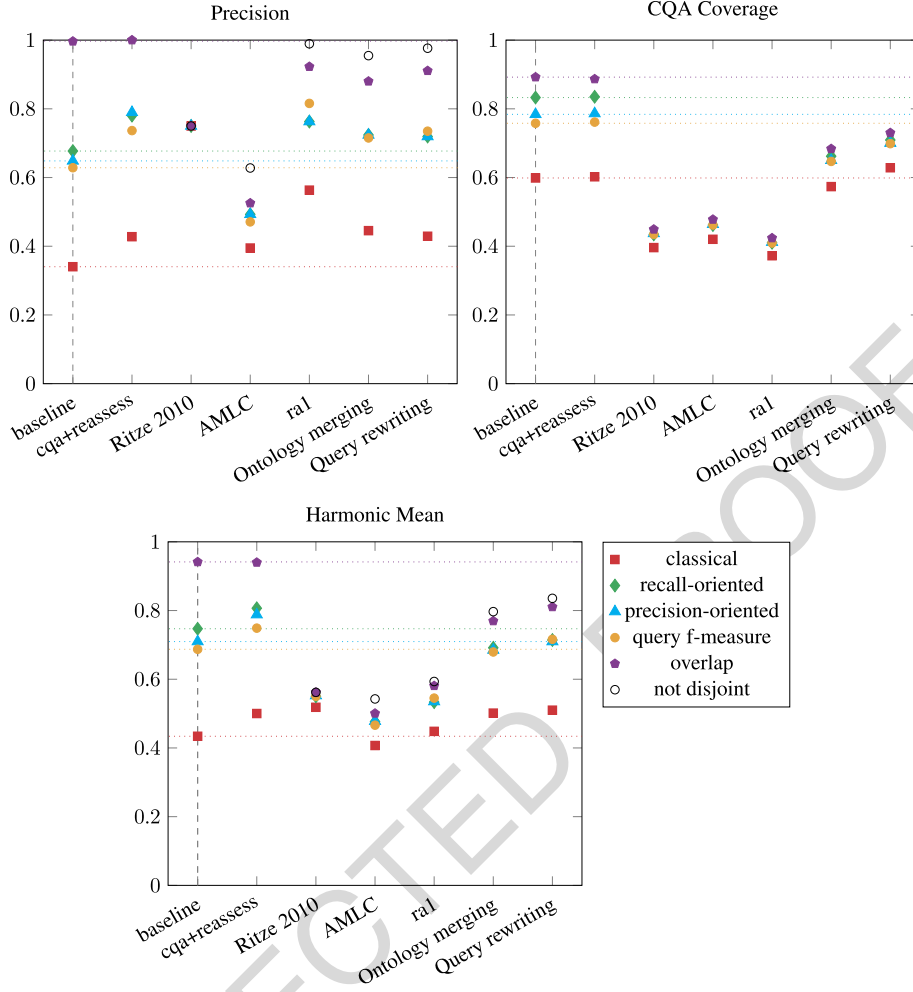 Precision
1
0.8
0.6
0.4
0.2
0
baseline
cqa+reassess
Ritze 2010
AMLC
ra1
Ontology merging
Query rewriting
CQA Coverage
1
0.8
0.6
0.4
0.2
0
baseline
cqa+reassess
Ritze 2010
AMLC
ra1
Ontology merging
Query rewriting
Harmonic Mean
1
0.8
0.6
0.4
0.2
0
baseline
cqa+reassess
Ritze 2010
AMLC
ra1
Ontology merging
Query rewriting
classical
recall-oriented
precision-oriented
query f-measure
overlap
not disjoint
ECTED PROOF